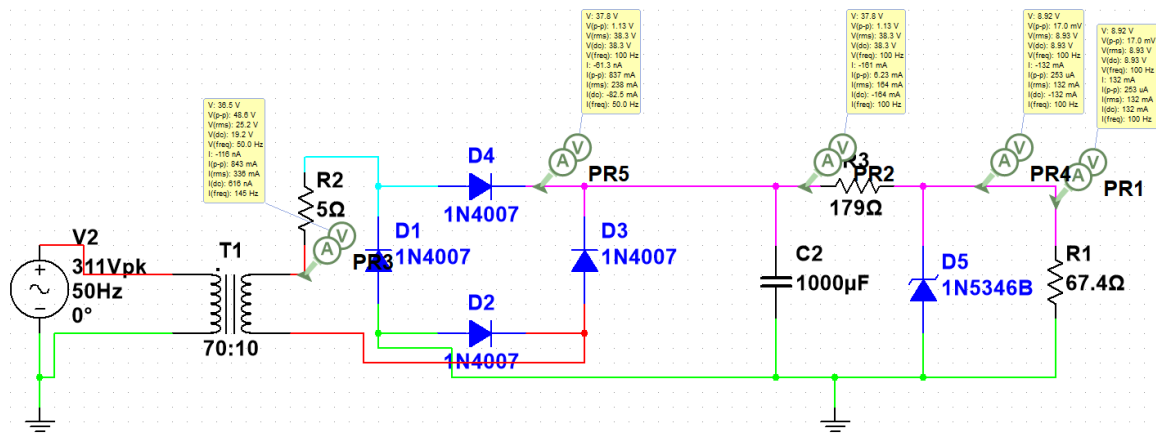 V: 37.8 V
V(p-p): 1.13 V
V(rms): 38.3 V
V(dc): 38.3 V
V(freq): 100 Hz
I: -61.3 nA
I(p-p): 837 mA
I(rms): 238 mA
I(dc): -82.5 mA
I(freq): 50.0 Hz
V: 37.8 V
V(p-p): 1.13 V
V(rms): 38.3 V
V(dc): 38.3 V
V(freq): 100 Hz
I: -161 mA
I(p-p): 6.23 mA
I(rms): 164 mA
I(dc): -164 mA
I(freq): 100 Hz
V: 8.92 V
V(p-p): 17.0 mV
V(rms): 8.93 V
V(dc): 8.93 V
V(freq): 100 Hz
I: -132 mA
I(p-p): 253 uA
I(rms): 132 mA
I(dc): -132 mA
I(freq): 100 Hz
V: 8.92 V
V(p-p): 17.0 mV
V(rms): 8.93 V
V(dc): 8.93 V
V(freq): 100 Hz
I: 132 mA
I(p-p): 253 uA
I(rms): 132 mA
I(dc): 132 mA
I(freq): 100 Hz
V: 36.5 V
V(p-p): 48.6 V
V(rms): 25.2 V
V(dc): 19.2 V
V(freq): 50.0 Hz
I: -116 nA
I(p-p): 843 mA
I(rms): 336 mA
I(dc): 616 nA
I(freq): 145 Hz
A V
PR5
A V
PR2
A V
PR4
A V
PR1
A V
PR3
R2
5Ω
D4
1N4007
R3
179Ω
D1
1N4007
D3
1N4007
V2
311Vpk
50Hz
0°
T1
70:10
D2
1N4007
C2
1000µF
D5
1N5346B
R1
67.4Ω